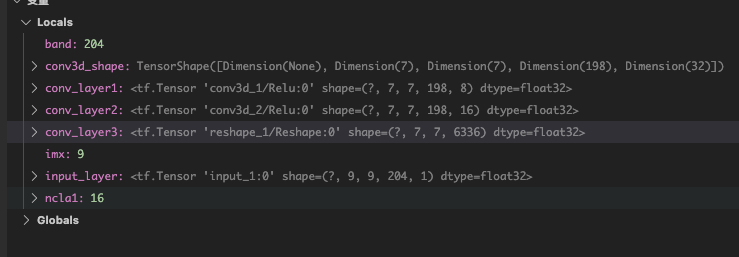 变量
Locals
band: 204
conv3d_shape: TensorShape([Dimension(None), Dimension(7), Dimension(7), Dimension(198), Dimension(32)])
conv_layer1: <tf.Tensor 'conv3d_1/Relu:0' shape=(?, 7, 7, 198, 8) dtype=float32>
conv_layer2: <tf.Tensor 'conv3d_2/Relu:0' shape=(?, 7, 7, 198, 16) dtype=float32>
conv_layer3: <tf.Tensor 'reshape_1/Reshape:0' shape=(?, 7, 7, 6336) dtype=float32>
imx: 9
input_layer: <tf.Tensor 'input_1:0' shape=(?, 9, 9, 204, 1) dtype=float32>
ncla1: 16
Globals